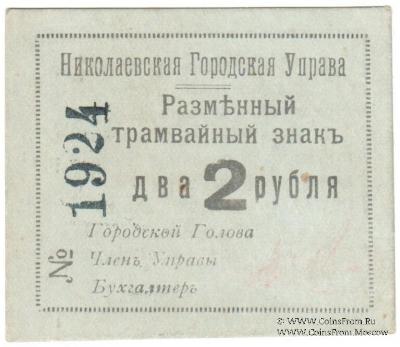 Николаевская Городская Управа
Размѣнный
трамвайный знакъ
два 2 рубля
№ 1924
Городской Голова
Членъ Управы
Бухгалтеръ
© WWW.CoinsFrom.Ru
CoinsFrom.Moscow